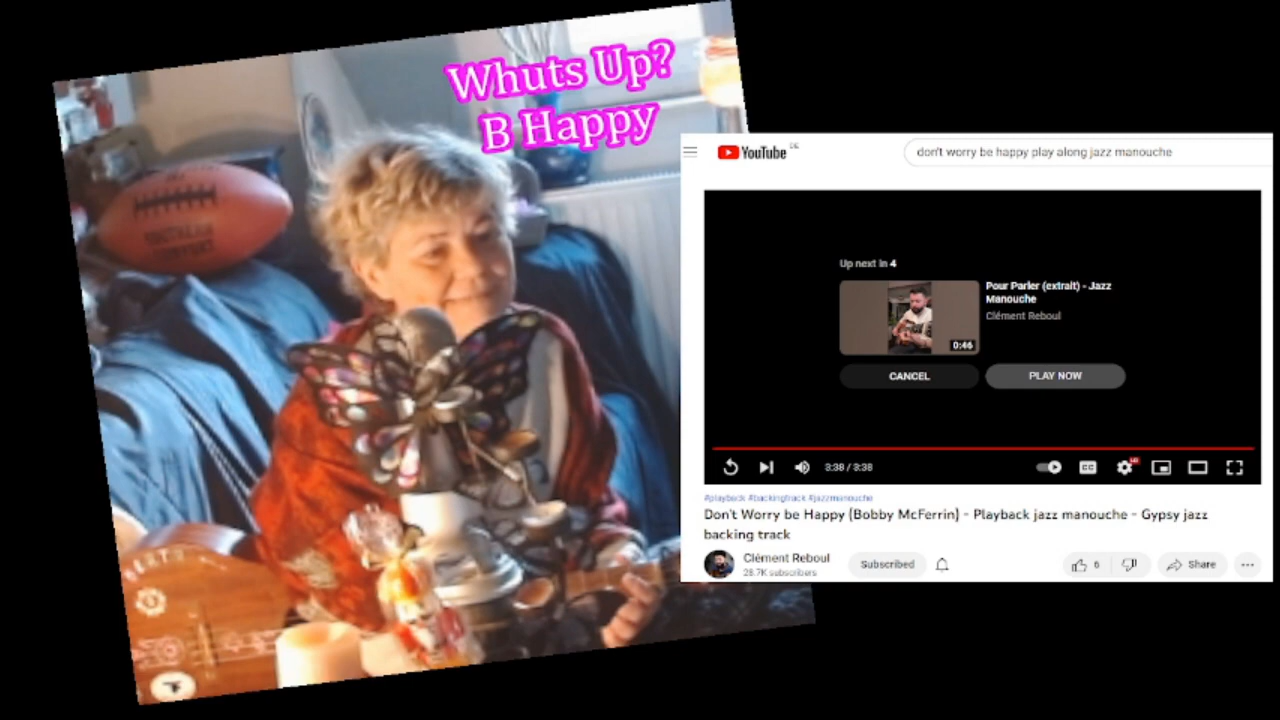 Whuts Up?
B Happy
YouTube DE
don't worry be happy play along jazz manouche
Up next in 4
Pour Parler (extrait) - Jazz
Manouche
Clément Reboul
0:46
CANCEL
PLAY NOW
3:38 / 3:38
#playback #backingtrack #jazzmanouche
Don't Worry be Happy (Bobby McFerrin) - Playback jazz manouche - Gypsy jazz
backing track
Clément Reboul
28.7K subscribers
Subscribed
6
Share